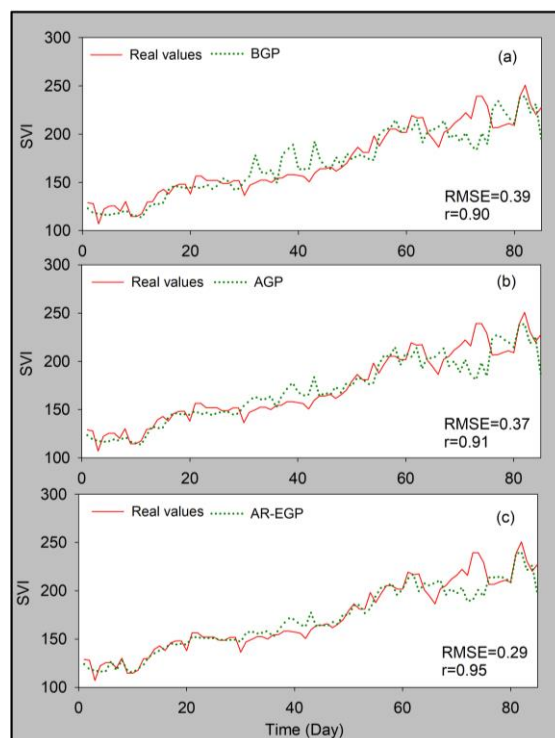 300
Real values BGP (a)
250
SVI
200
150
RMSE=0.39
r=0.90
100
0 20 40 60 80
300
Real values AGP (b)
250
SVI
200
150
RMSE=0.37
r=0.91
100
0 20 40 60 80
300
Real values AR-EGP (c)
250
SVI
200
150
RMSE=0.29
r=0.95
100
0 20 40 60 80
Time (Day)